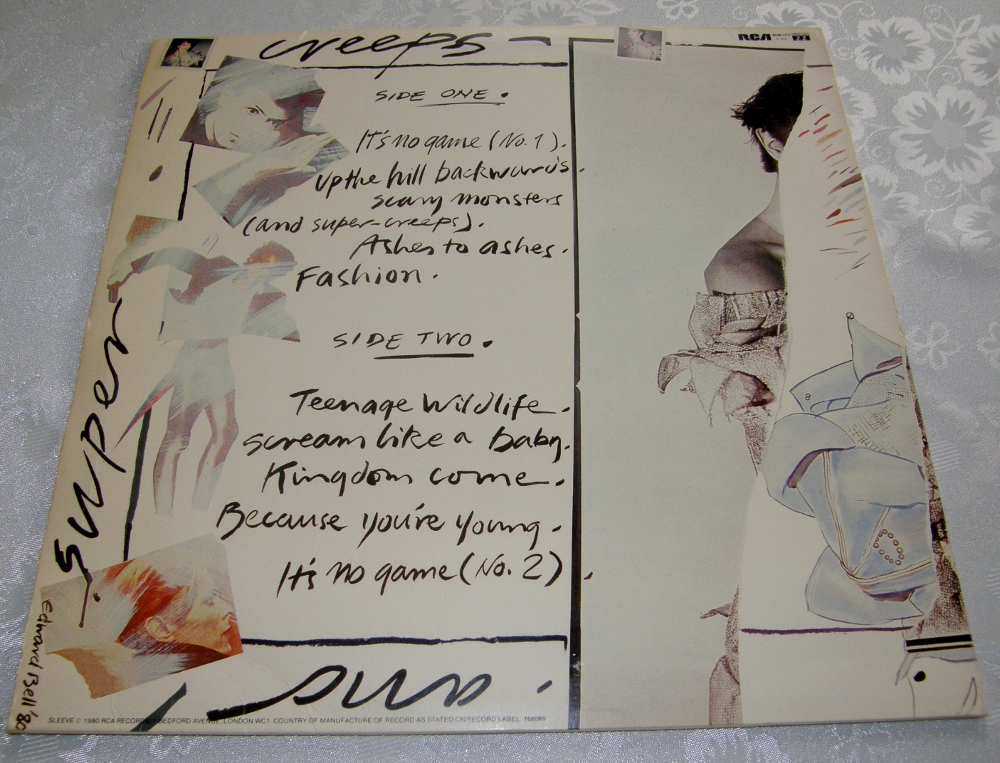 creeps -
RCA
SIDE ONE.
It's no game (No. 1).
Up the hill backwards.
scary monsters
(and super-creeps).
Ashes to ashes.
Fashion.
super
SIDE TWO.
Teenage Wildlife.
scream like a baby.
Kingdom come.
Because you're young.
It's no game (No. 2).
and.
Edward Bell '80
SLEEVE © 1980 RCA RECORDS, BEDFORD AVENUE, LONDON WC1 COUNTRY OF MANUFACTURE OF RECORD AS STATED ON RECORD LABEL